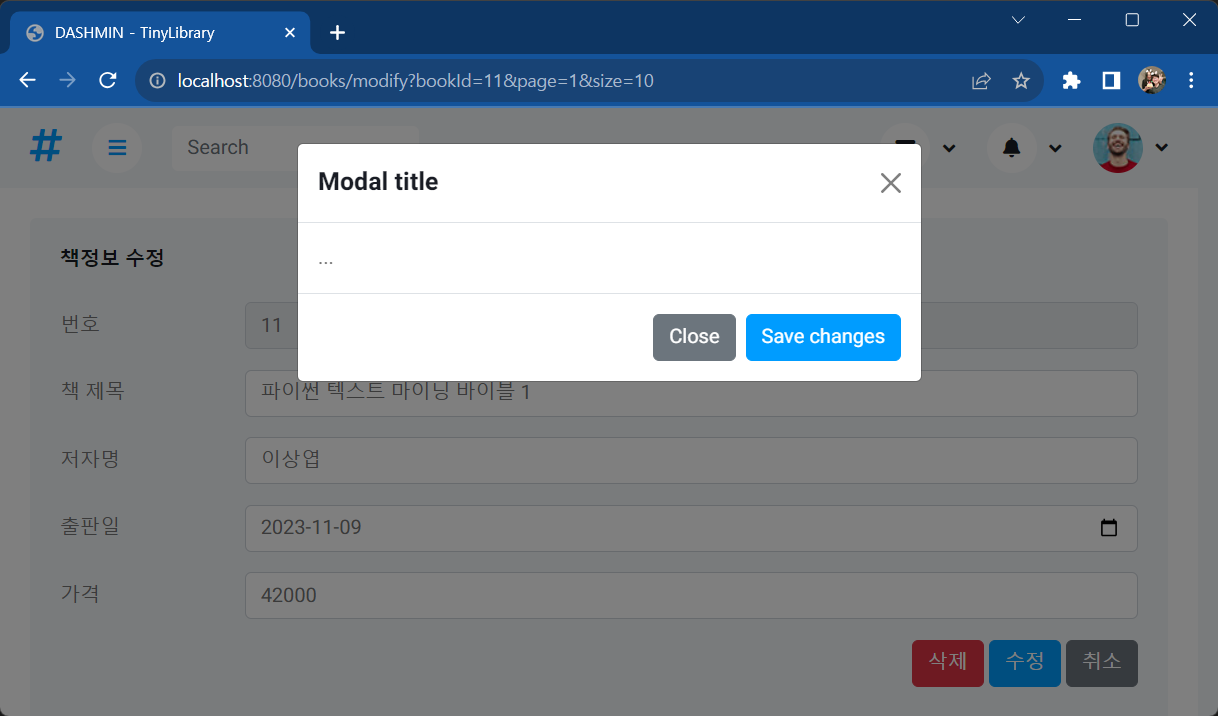 DASHMIN - TinyLibrary
localhost:8080/books/modify?bookId=11&page=1&size=10
#
Search
Modal title
...
Close
Save changes
책정보 수정
번호
11
책 제목
파이썬 텍스트 마이닝 바이블 1
저자명
이상엽
출판일
2023-11-09
가격
42000
삭제
수정
취소